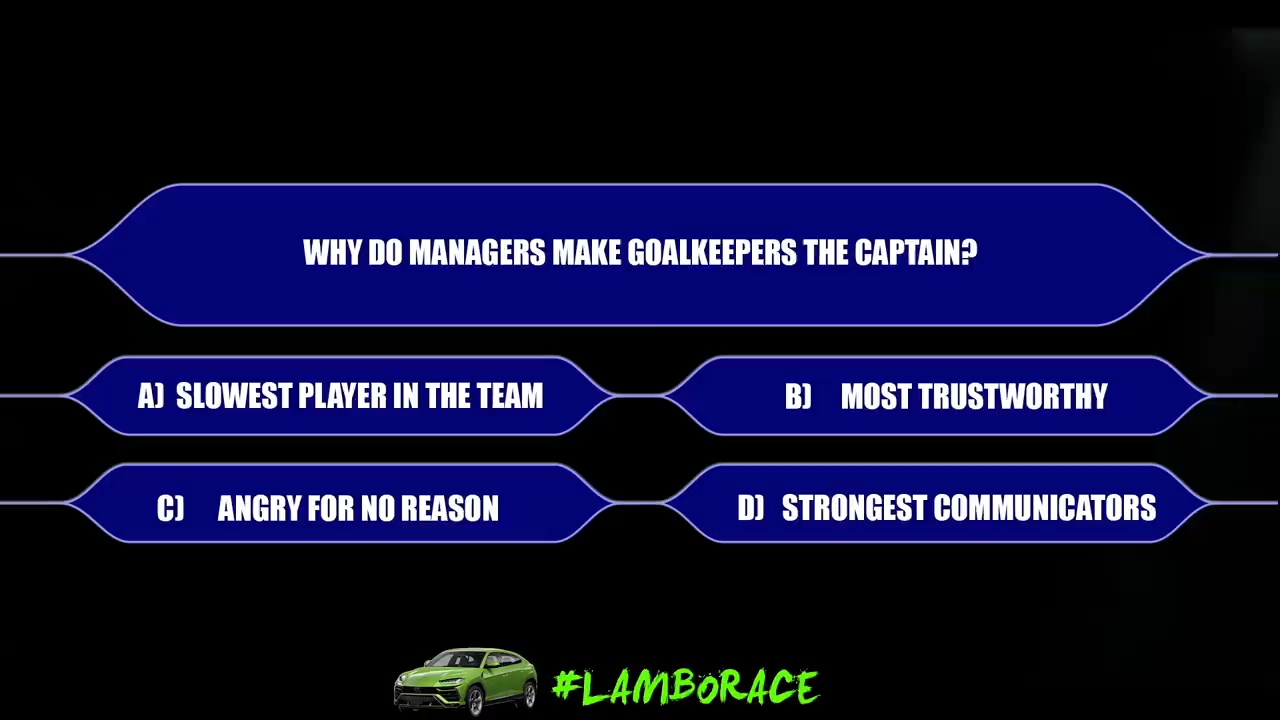 WHY DO MANAGERS MAKE GOALKEEPERS THE CAPTAIN?
A) SLOWEST PLAYER IN THE TEAM
B) MOST TRUSTWORTHY
C) ANGRY FOR NO REASON
D) STRONGEST COMMUNICATORS
#LAMBORACE